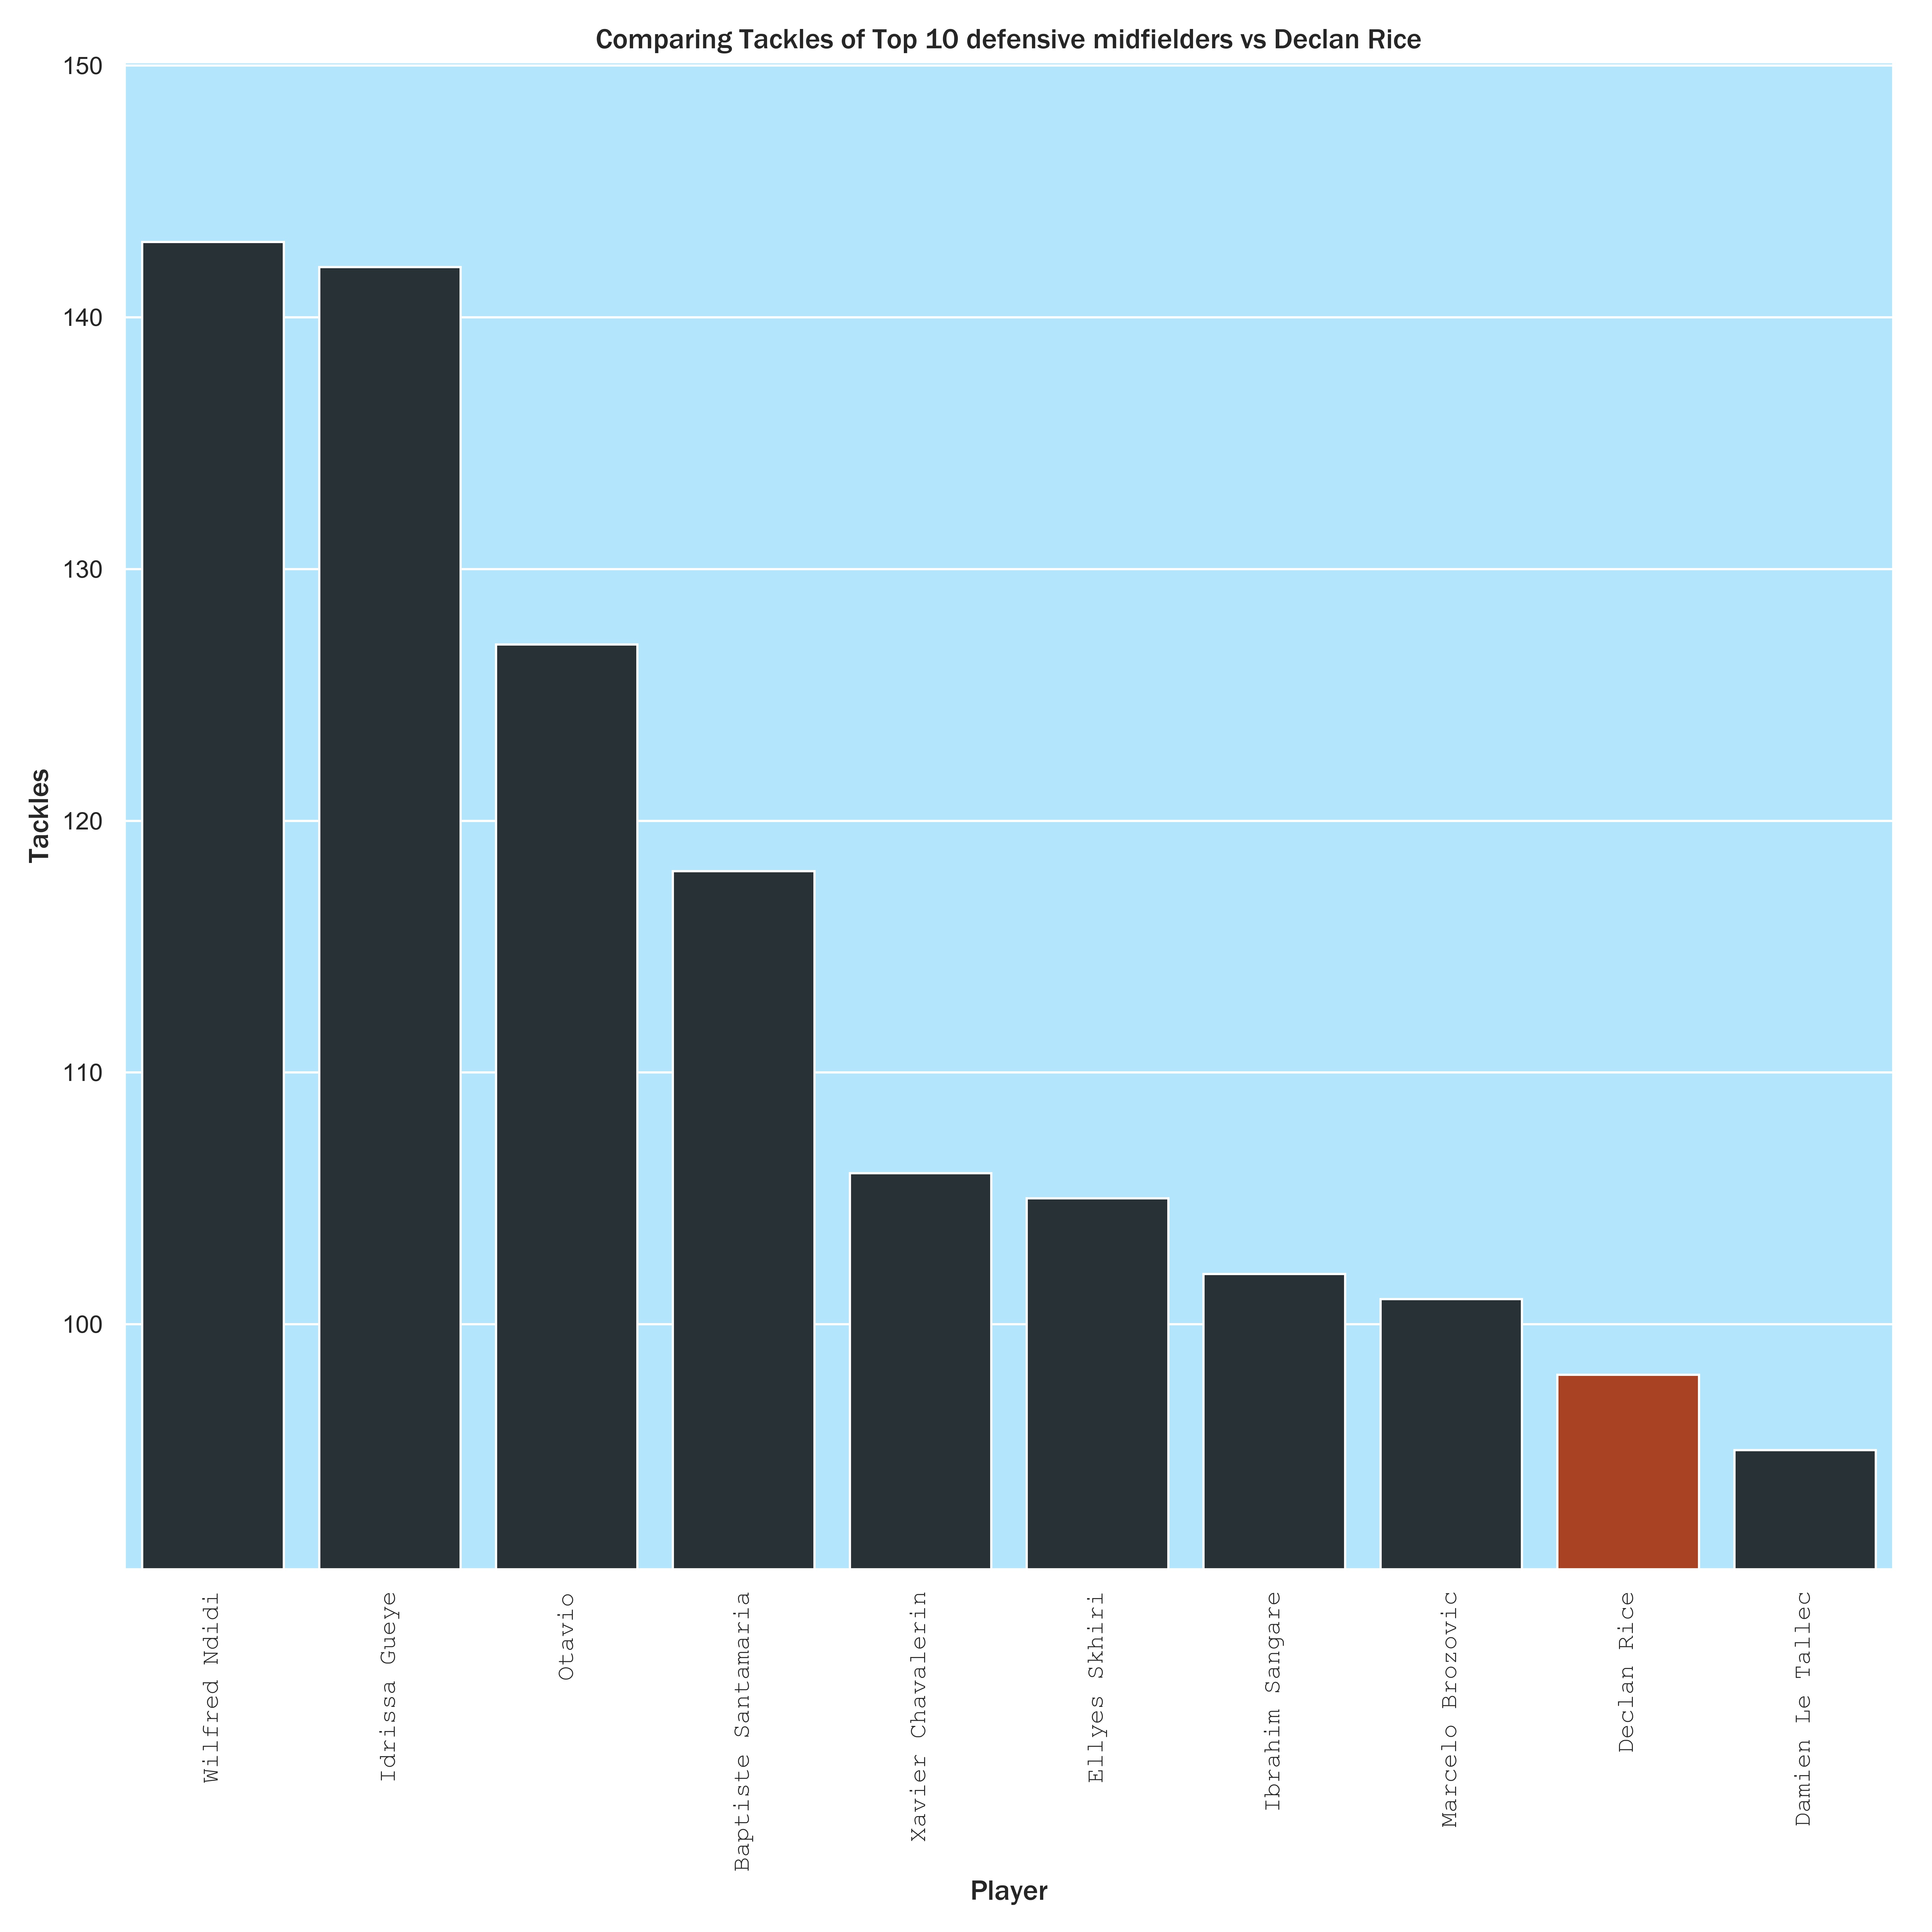 Comparing Tackles of Top 10 defensive midfielders vs Declan Rice
150
140
130
120
110
100
Tackles
Wilfred Ndidi
Idrissa Gueye
Otavio
Baptiste Santamaria
Xavier Chavalerin
Ellyes Skhiri
Ibrahim Sangare
Marcelo Brozovic
Declan Rice
Damien Le Tallec
Player